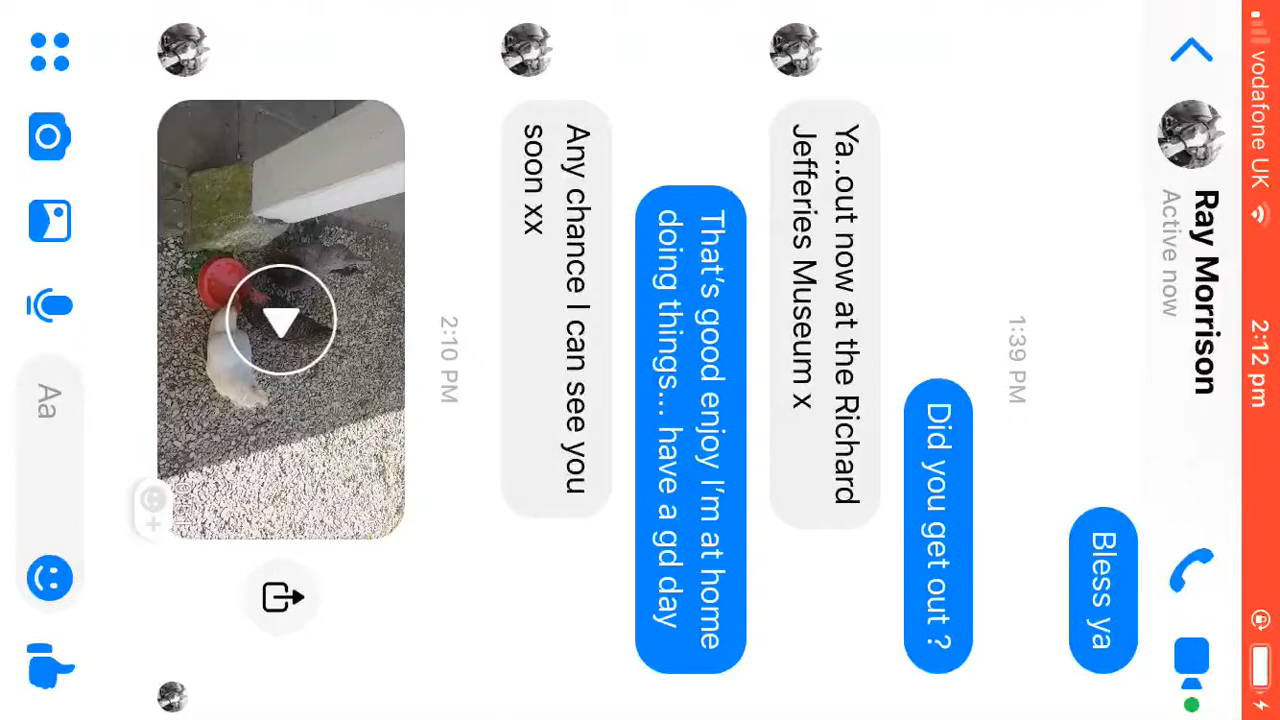 vodafone UK
2:12 pm
Ray Morrison
Active now
Bless ya
1:39 PM
Did you get out ?
Ya..out now at the Richard
Jefferies Museum x
That's good enjoy I'm at home
doing things... have a gd day
Any chance I can see you
soon xx
2:10 PM
Aa